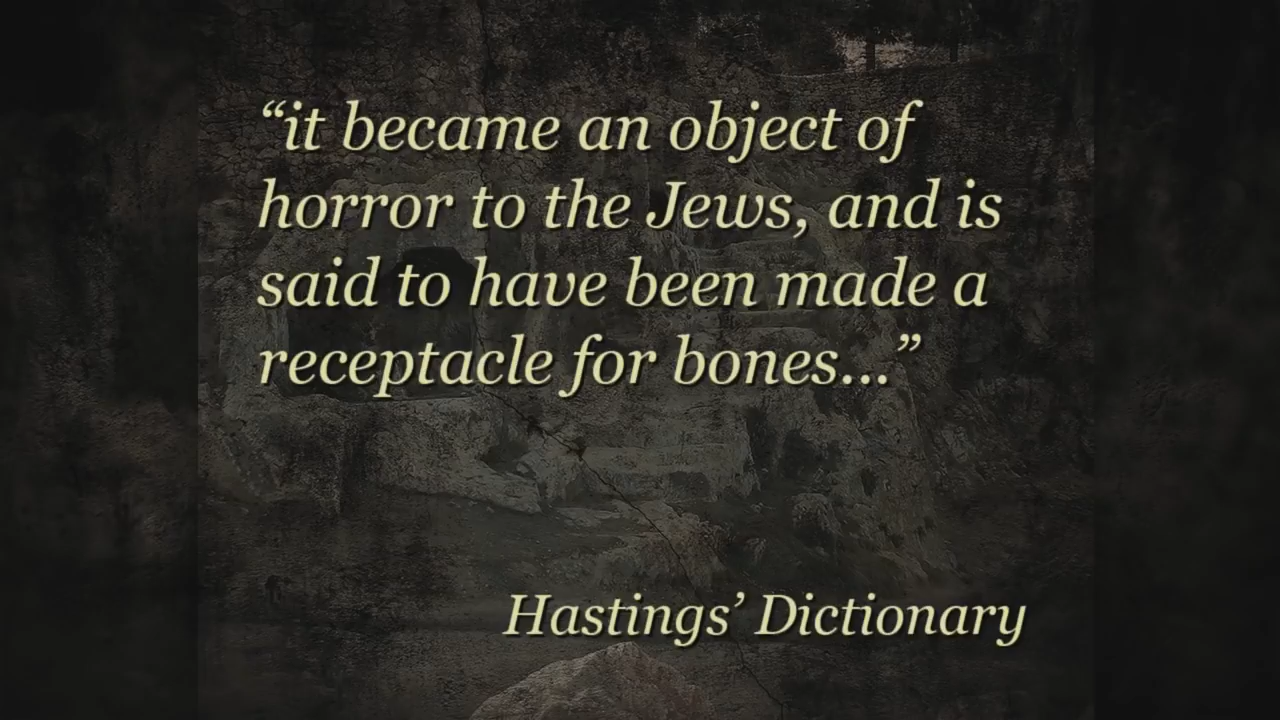 “it became an object of
horror to the Jews, and is
said to have been made a
receptacle for bones...”
Hastings’ Dictionary